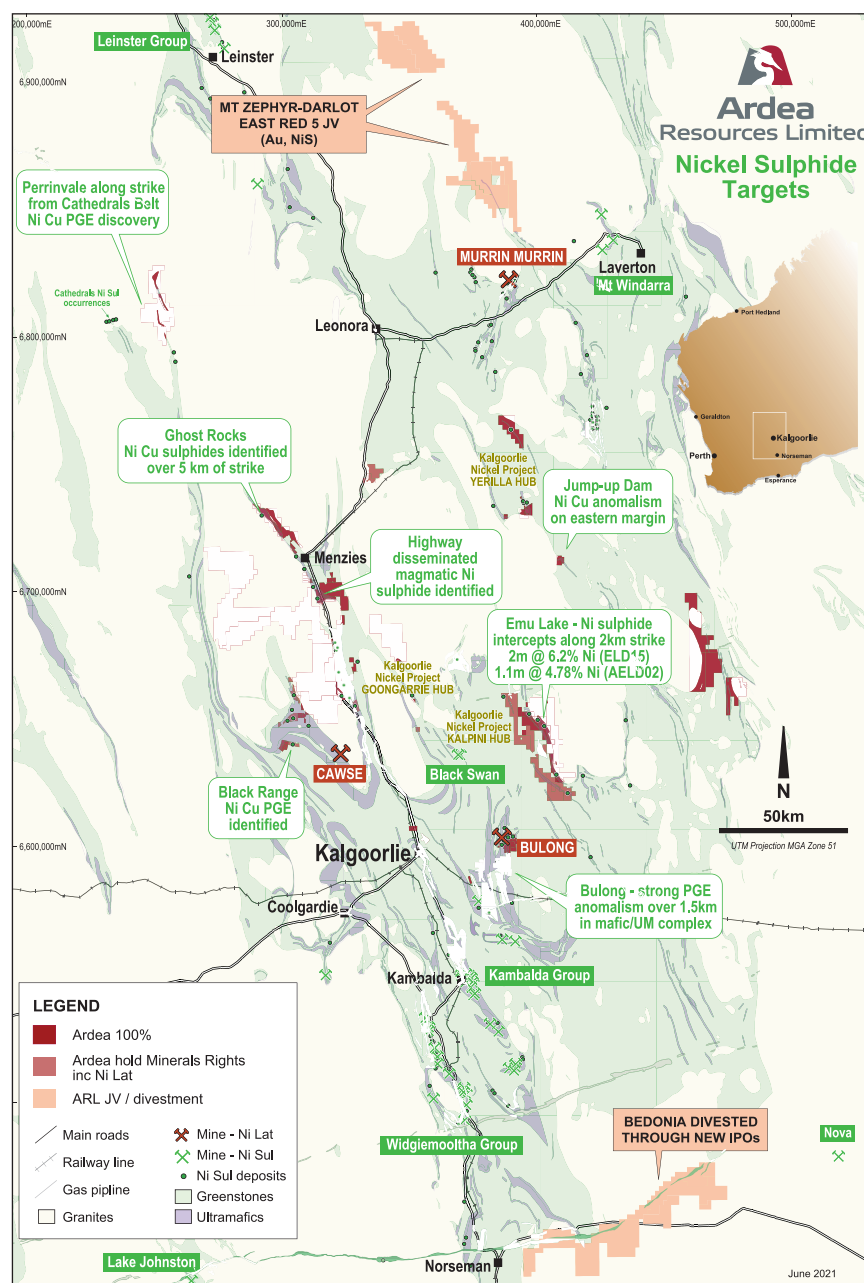 200,000mE
300,000mE
400,000mE
500,000mE
Leinster Group
Leinster
6,900,000mN
MT ZEPHYR-DARLOT
EAST RED 5 JV
(Au, NiS)
Ardea
Resources Limited
Nickel Sulphide
Targets
Perrinvale along strike
from Cathedrals Belt
Ni Cu PGE discovery
MURRIN MURRIN
Laverton
Mt Windarra
Cathedrals Ni Sul
occurrences
Leonora
6,800,000mN
Port Hedland
Geraldton
Kalgoorlie
Perth
Norseman
Esperance
Ghost Rocks
Ni Cu sulphides identified
over 5 km of strike
Kalgoorlie
Nickel Project
YERILLA HUB
Jump-up Dam
Ni Cu anomalism
on eastern margin
Menzies
Highway
disseminated
magmatic Ni
sulphide identified
6,700,000mN
Emu Lake - Ni sulphide
intercepts along 2km strike
2m @ 6.2% Ni (ELD15)
1.1m @ 4.78% Ni (AELD02)
Kalgoorlie
Nickel Project
GOONGARRIE HUB
Kalgoorlie
Nickel Project
KALPINI HUB
CAWSE
Black Swan
N
50km
UTM Projection MGA Zone 51
Black Range
Ni Cu PGE
identified
BULONG
6,600,000mN
Kalgoorlie
Bulong - strong PGE
anomalism over 1,5km
in mafic/UM complex
Coolgardie
Kambalda
Kambalda Group
LEGEND
Ardea 100%
Ardea hold Minerals Rights
inc Ni Lat
ARL JV / divestment
Main roads
Railway line
Gas pipline
Granites
Mine - Ni Lat
Mine - Ni Sul
Ni Sul deposits
Greenstones
Ultramafics
Widgiemooltha Group
BEDONIA DIVESTED
THROUGH NEW IPOs
Nova
Lake Johnston
Norseman
June 2021